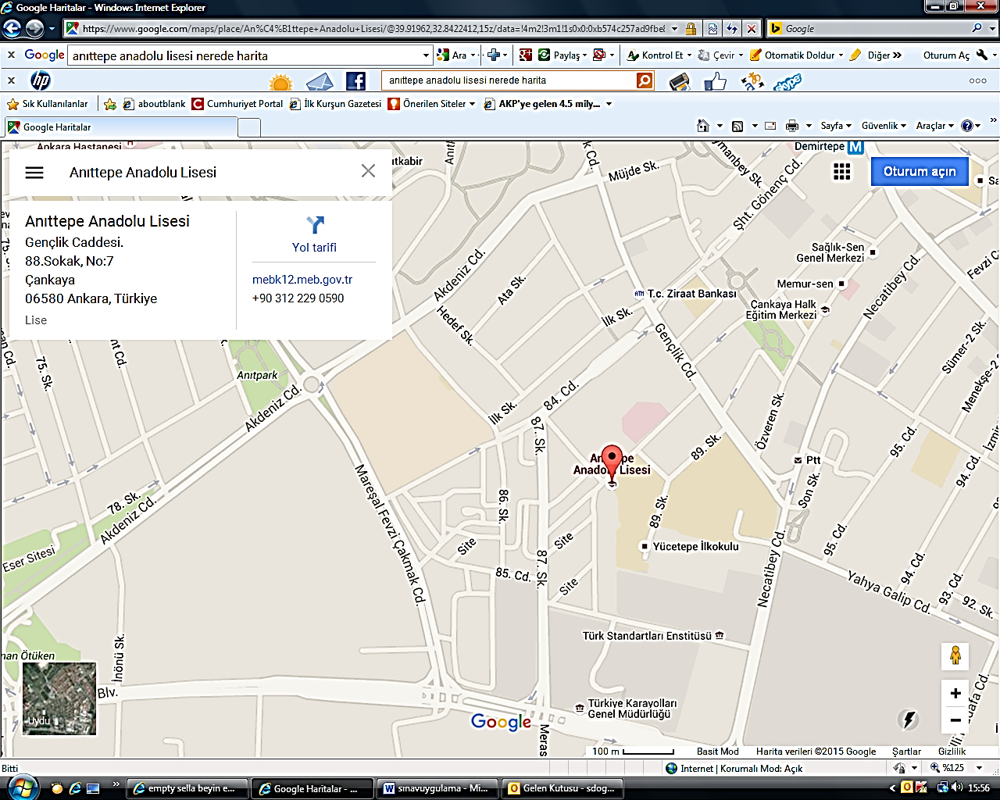 Google Haritalar - Windows Internet Explorer
https://www.google.com/maps/place/An%C4%B1ttepe+Anadolu+Lisesi/@39.91962,32.8422412,15z/data=!4m2!3m1!1s0x0:0xb574c257ad9fbe
Google
Google
anıttepe anadolu lisesi nerede harita
Ara
Paylaş
Kontrol Et
Çevir
Otomatik Doldur
Diğer
Oturum Aç
hp
anıttepe anadolu lisesi nerede harita
skype
Sık Kullanılanlar
aboutblank
Cumhuriyet Portal
İlk Kurşun Gazetesi
Önerilen Siteler
AKP'ye gelen 4.5 mily...
Google Haritalar
Sayfa
Güvenlik
Araçlar
Ankara Hastanesi
Anıttepe Anadolu Lisesi
Anıttepe Anadolu Lisesi
Gençlik Caddesi.
88.Sokak, No:7
Çankaya
06580 Ankara, Türkiye
Lise
Yol tarifi
mebk12.meb.gov.tr
+90 312 229 0590
Oturum açın
Demirtepe M
Müjde Sk.
Şht. Gönenç Cd.
Sağlık-Sen
Genel Merkezi
Memur-sen
Necatibey Cd.
Fevzi
Akdeniz Cd.
Ata Sk.
T.c. Ziraat Bankası
Çankaya Halk
Eğitim Merkezi
İlk Sk.
Hedef Sk.
Gençlik Cd.
Sümer-2 Sk.
Menekşe-2
75. Sk.
Anıtpark
Akdeniz Cd.
84. Cd.
İlk Sk.
87. Sk.
Özveren Sk.
95. Cd.
89. Sk.
Ptt
94. Cd.
Anadolu Lisesi
Mareşal Fevzi Çakmak Cd.
86. Sk.
89. Sk.
Son Sk.
78. Sk.
Akdeniz Cd.
Site
Site
Yücetepe İlkokulu
95. Cd.
Eser Sitesi
87. Sk.
85. Cd.
Site
Necatibey Cd.
94. Cd.
93. Cd.
Yahya Galip Cd.
92. Sk.
Türk Standartları Enstitüsü
İnönü Sk.
Ötüken
Uydu
Blv.
Türkiye Karayolları
Genel Müdürlüğü
Google
Meras
100 m
Basit Mod
Harita verileri ©2015 Google
Şartlar
Gizlilik
Bitti
Internet | Korumalı Mod: Açık
%125
empty sella beyin e...
Google Haritalar - ...
sınavuygulama - Mi...
Gelen Kutusu - sdog...
15:56